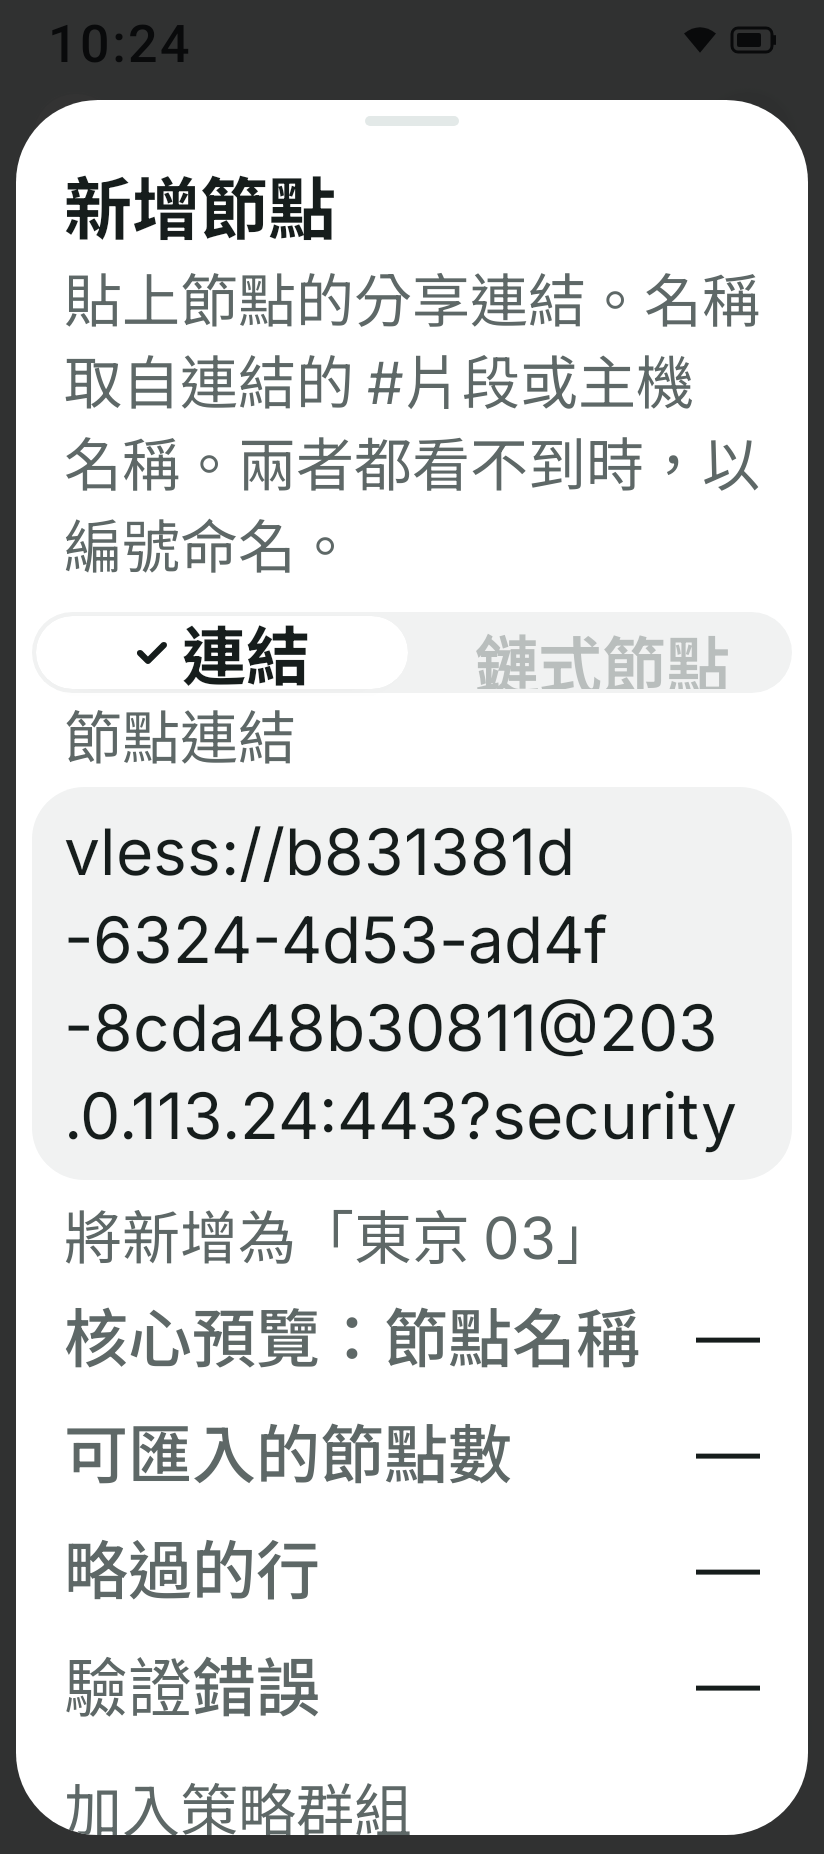 10:24
新增節點
貼上節點的分享連結。名稱
取自連結的 #片段或主機
名稱。兩者都看不到時，以
編號命名。
連結
鏈式節點
節點連結
vless://b831381d
-6324-4d53-ad4f
-8cda48b30811@203
.0.113.24:443?security
將新增為「東京 03」
核心預覽：節點名稱 —
可匯入的節點數 —
略過的行 —
驗證錯誤 —
加入策略群組